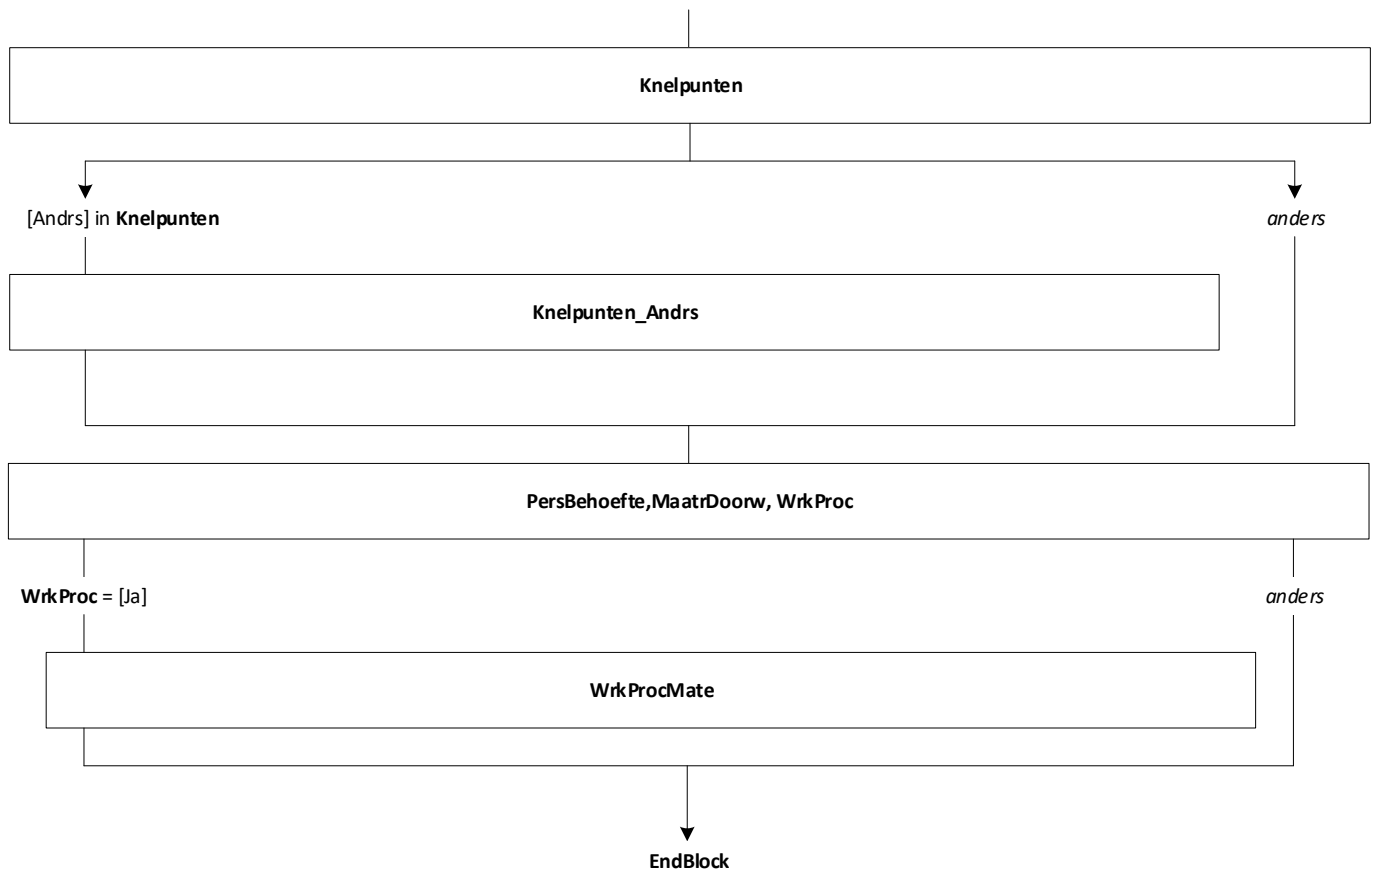 Knelpunten
[Andrs] in Knelpunten
anders
Knelpunten_Andrs
PersBehoefte,MaatrDoorw, WrkProc
WrkProc = [Ja]
anders
WrkProcMate
EndBlock